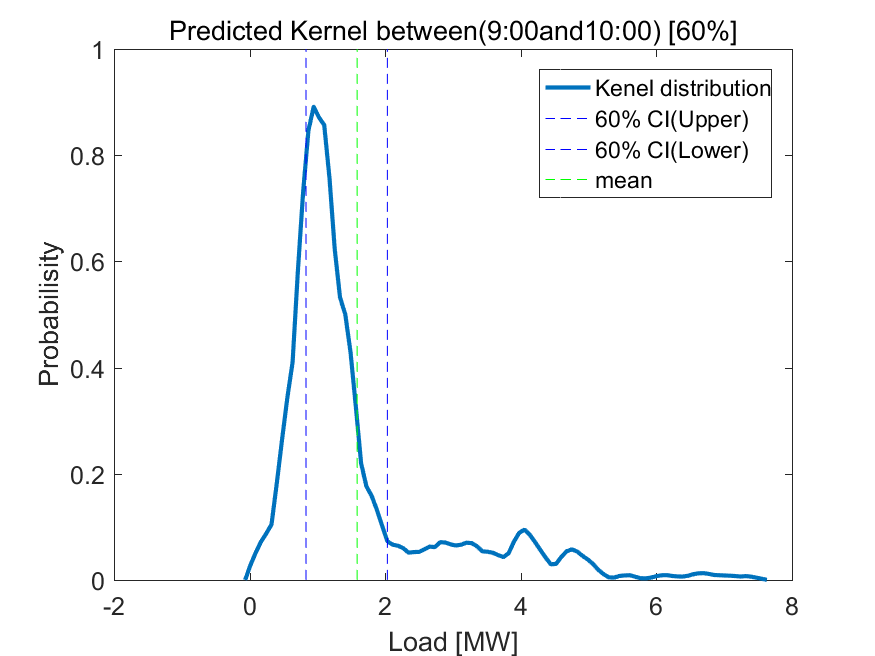 Predicted Kernel between(9:00and10:00) [60%]
Kenel distribution
60% CI(Upper)
60% CI(Lower)
mean
Probabilisity
1
0.8
0.6
0.4
0.2
0
-2 0 2 4 6 8
Load [MW]